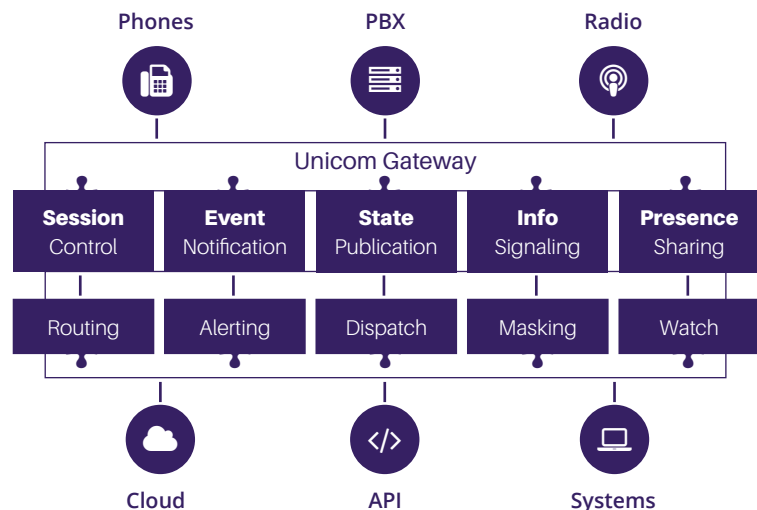 Phones PBX Radio
Unicom Gateway
Session Event State Info Presence
Control Notification Publication Signaling Sharing
Routing Alerting Dispatch Masking Watch
Cloud API Systems